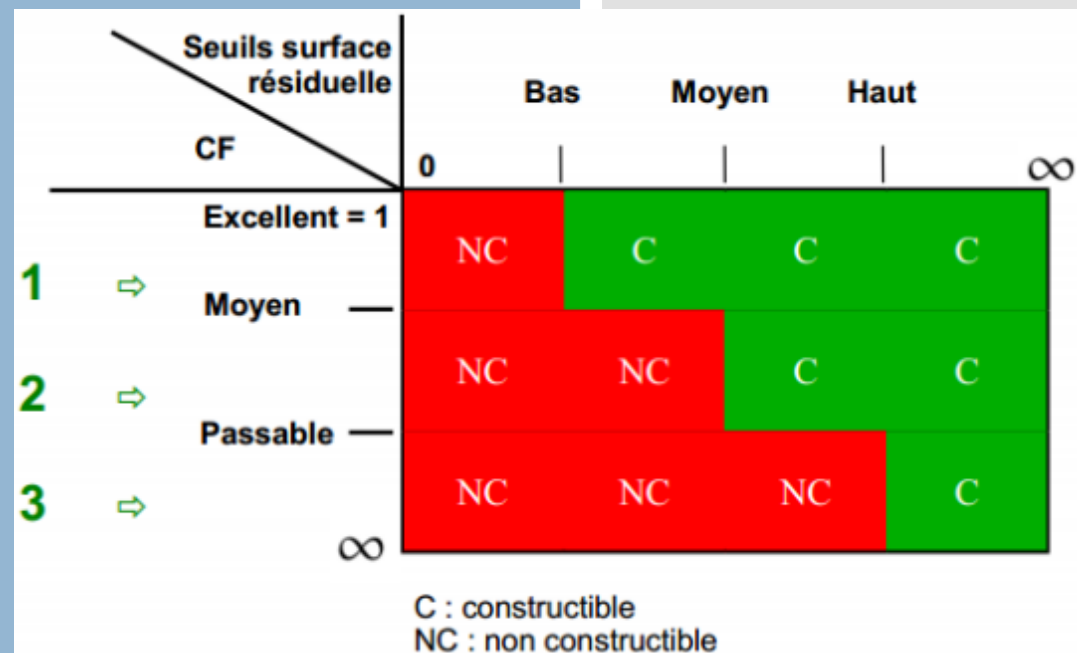 Seuils surface
résiduelle
CF
Bas Moyen Haut
0 ∞
Excellent = 1
NC C C C
1 ⇨
Moyen
NC NC C C
2 ⇨
Passable
NC NC NC C
3 ⇨
∞
C : constructible
NC : non constructible